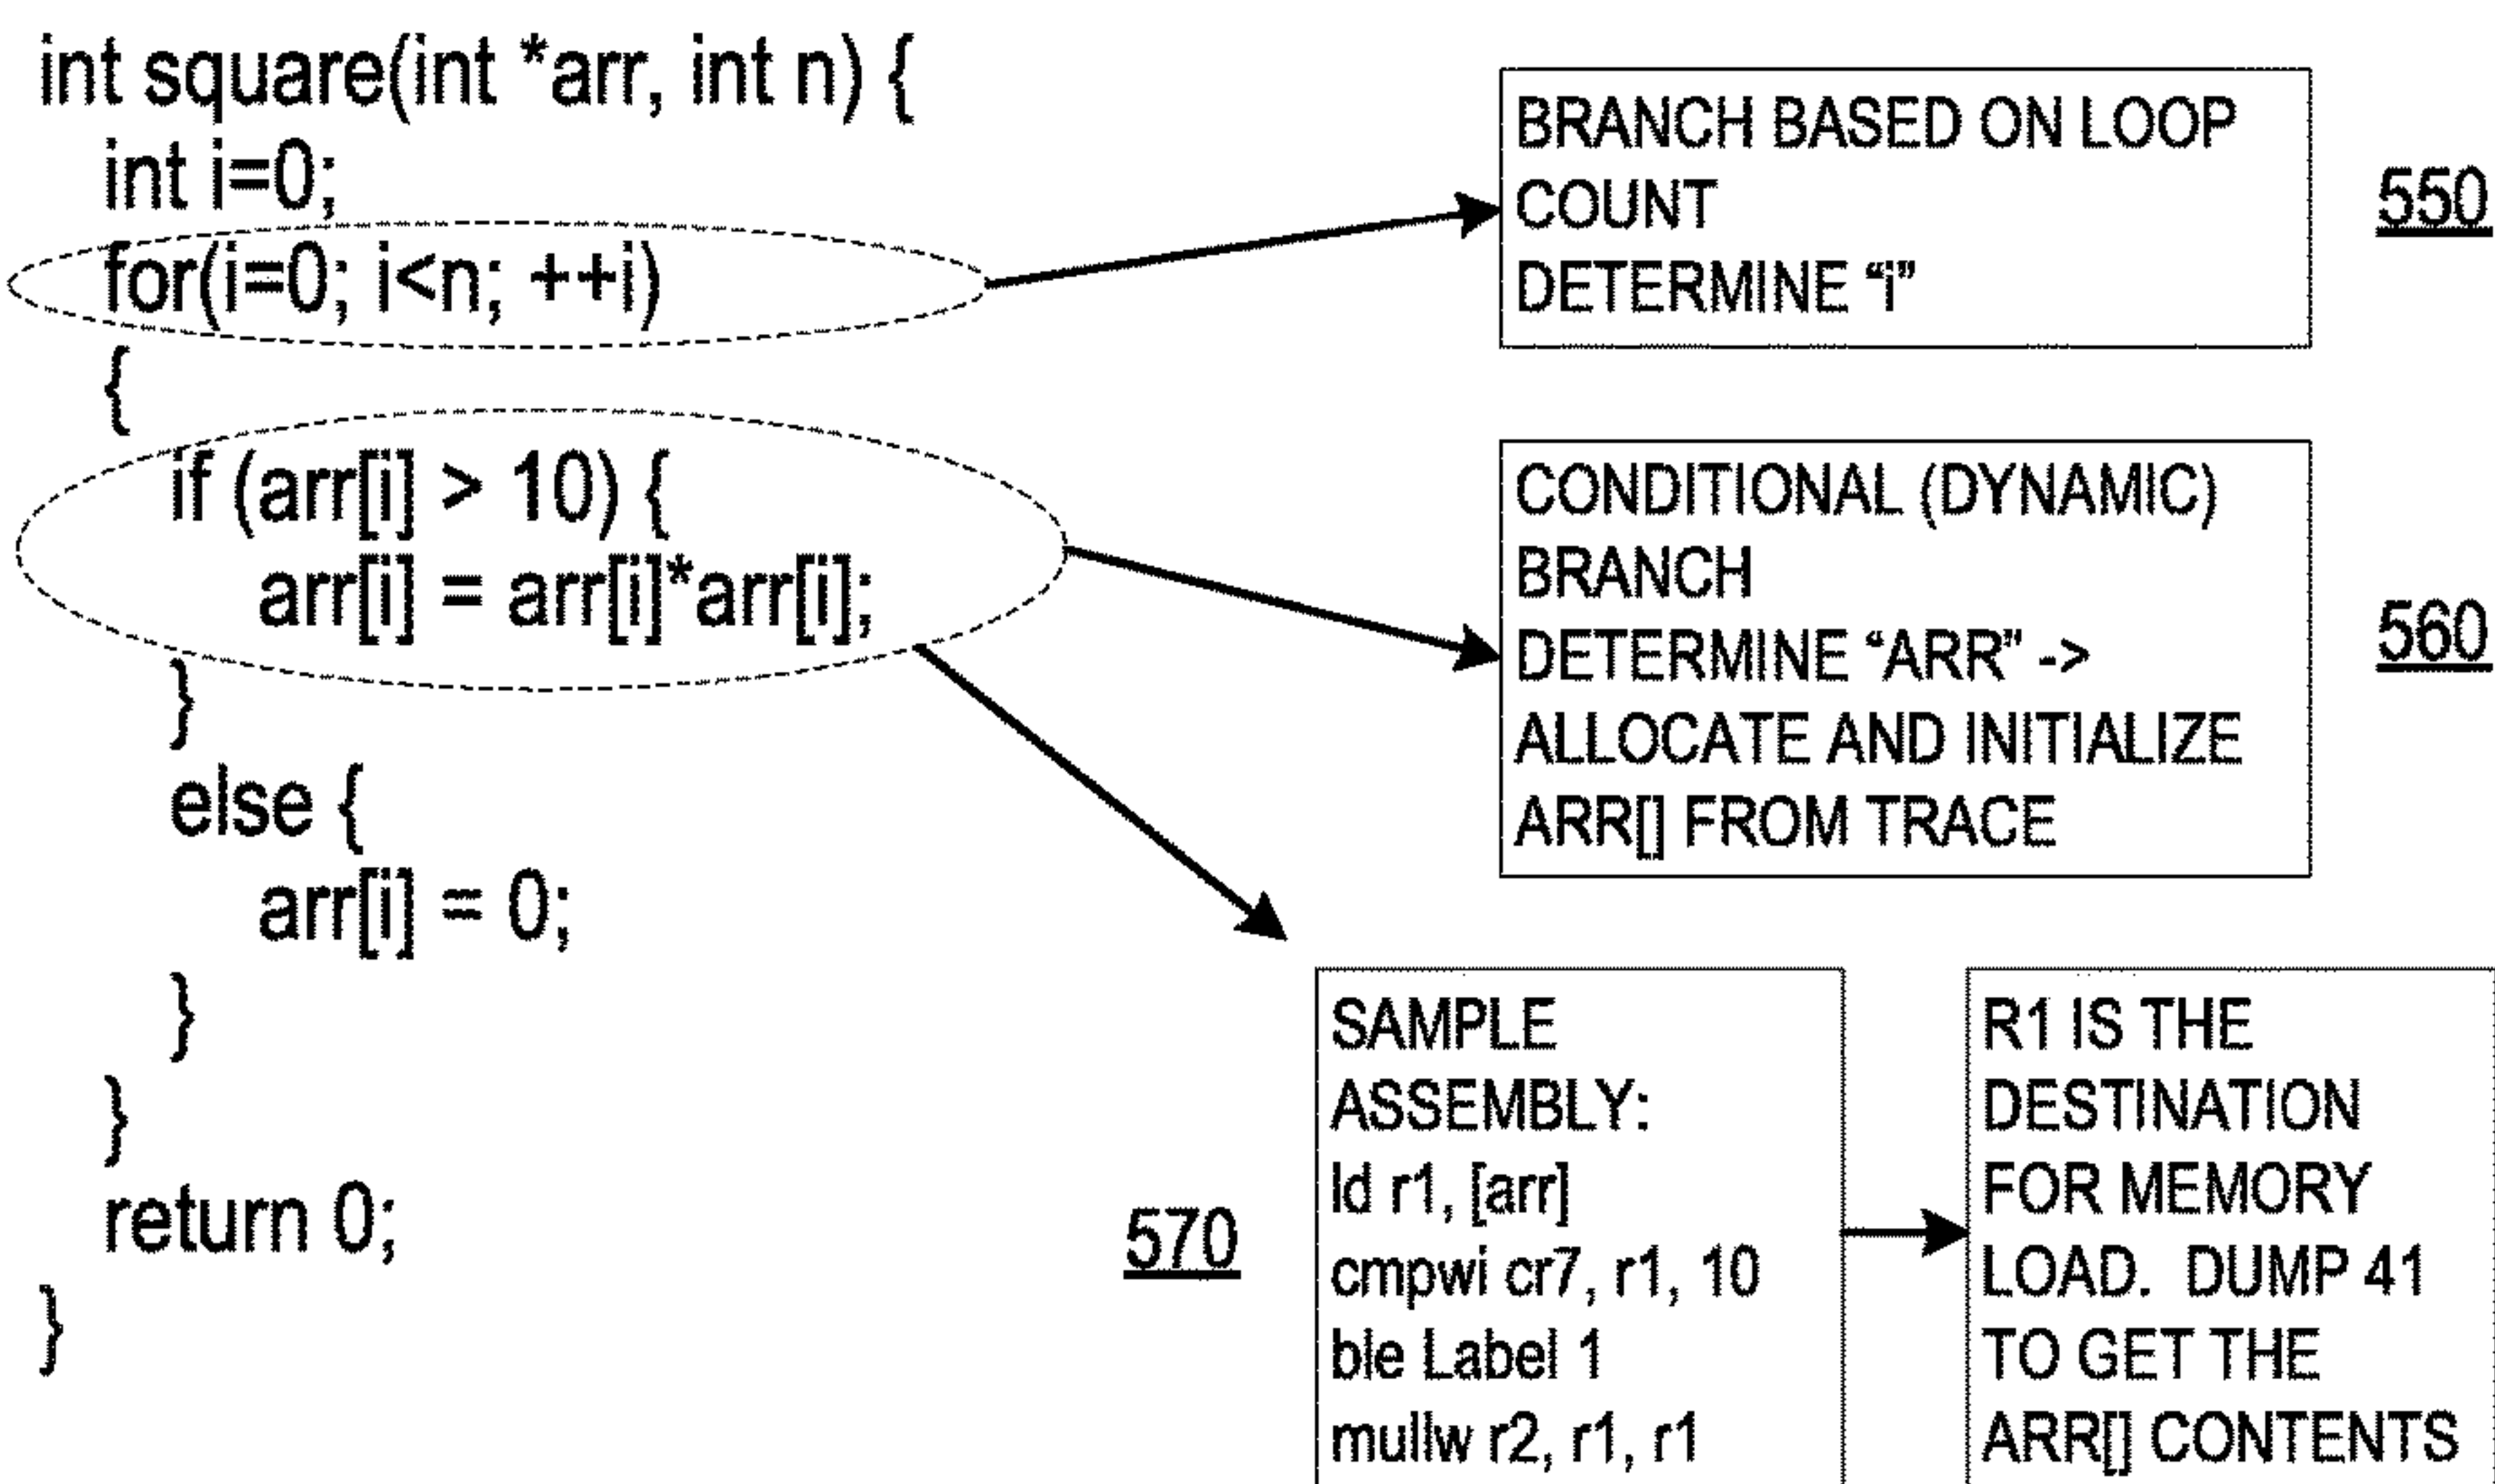 int square(int *arr, int n) {
int i=0;
for(i=0; i<n; ++i)
{
if (arr[i] > 10) {
arr[i] = arr[i]*arr[i];
}
else {
arr[i] = 0;
}
}
return 0;
}
BRANCH BASED ON LOOP
COUNT
DETERMINE “i”
550
CONDITIONAL (DYNAMIC)
BRANCH
DETERMINE “ARR” ->
ALLOCATE AND INITIALIZE
ARR[] FROM TRACE
560
570
SAMPLE
ASSEMBLY:
ld r1, [arr]
cmpwi cr7, r1, 10
ble Label 1
mullw r2, r1, r1
R1 IS THE
DESTINATION
FOR MEMORY
LOAD. DUMP 41
TO GET THE
ARR[] CONTENTS